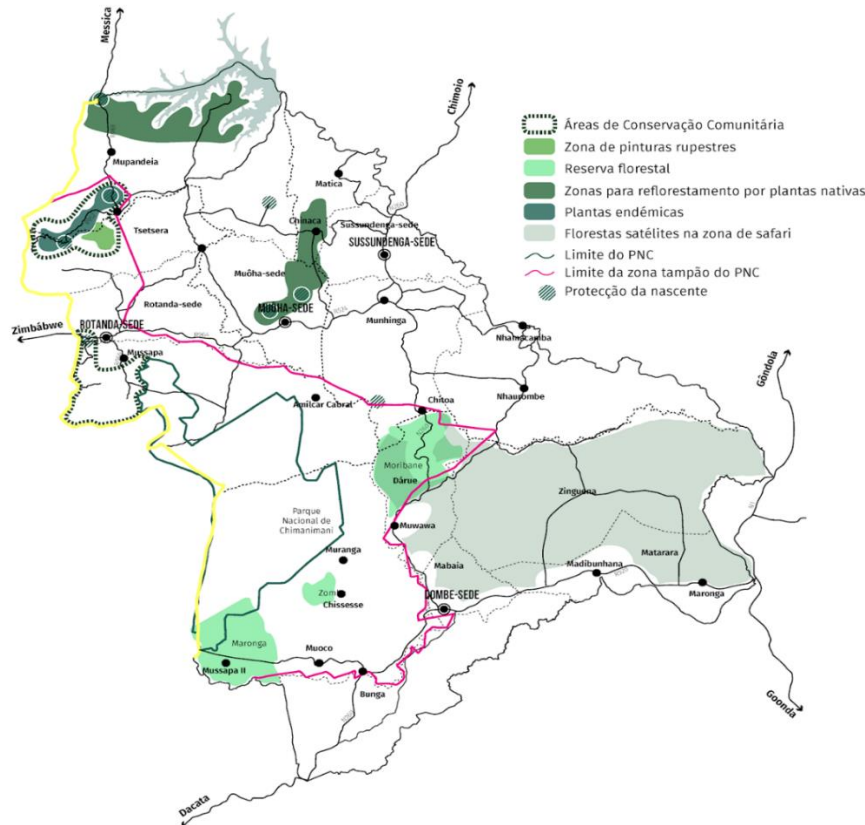 Messica
Chimoio
Áreas de Conservação Comunitária
Zona de pinturas rupestres
Reserva florestal
Zonas para reflorestamento por plantas nativas
Plantas endémicas
Florestas satélites na zona de safari
Limite do PNC
Limite da zona tampão do PNC
Protecção da nascente
Mupandeia
Matica
Tsetsera
Chinaca
Sussundenga-sede
SUSSUNDENGA-SEDE
Muôha-sede
Rotanda-sede
MUÔHA-SEDE
Munhinga
Zimbábwe
ROTANDA-SEDE
Mussapa
Nhaurombe
Gôndola
Amilcar Cabral
Chitoa
Moribane
Dárue
Zinguena
Parque
Nacional de
Chimanimani
Muwawa
Muranga
Mabaia
Madibunhana
Matarara
Zomb
Chissesse
DOMBE-SEDE
Maronga
Maronga
Mussapa II
Muoco
Bunga
Goonda
Dacata